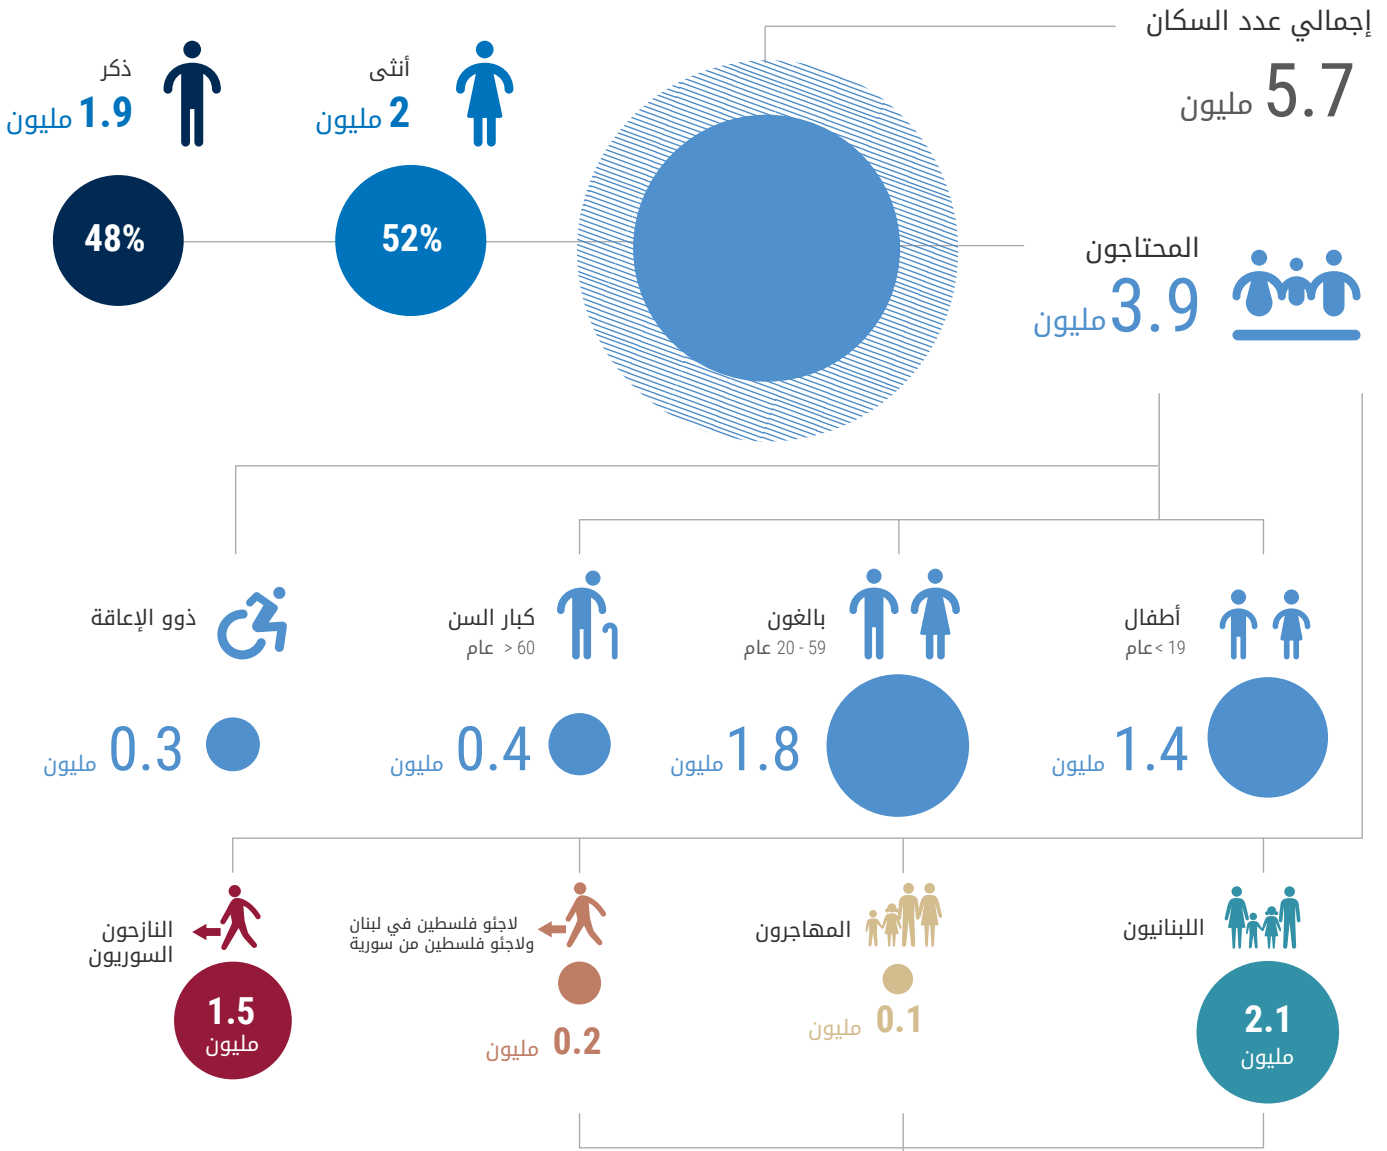 إجمالي عدد السكان
5.7 مليون
المحتاجون
3.9 مليون
أنثى
2 مليون
52%
ذكر
1.9 مليون
48%
أطفال
19 > عام
1.4 مليون
بالغون
59 - 20 عام
1.8 مليون
كبار السن
60 < عام
0.4 مليون
ذوو الإعاقة
0.3 مليون
اللبنانيون
2.1
مليون
المهاجرون
0.1 مليون
لاجئو فلسطين في لبنان
ولاجئو فلسطين من سورية
0.2 مليون
النازحون
السوريون
1.5
مليون